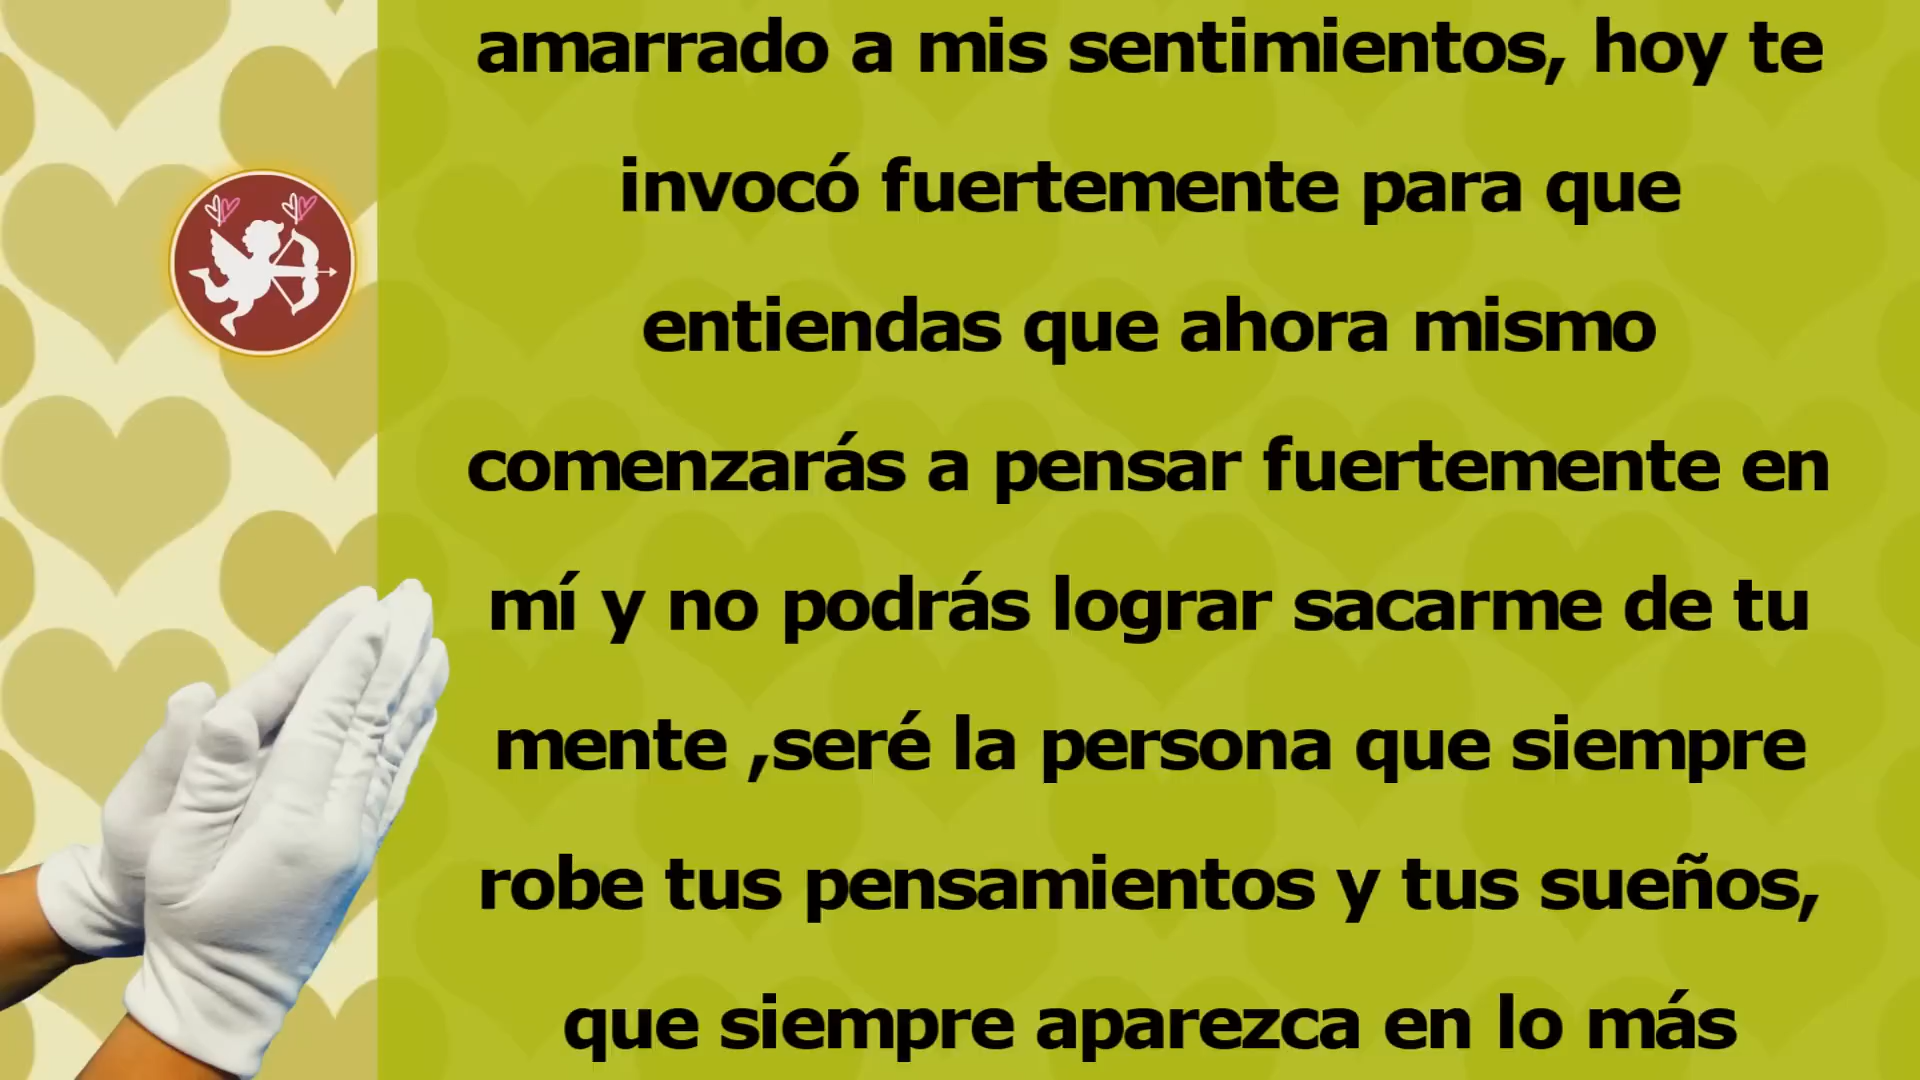 amarrado a mis sentimientos, hoy te
invocó fuertemente para que
entiendas que ahora mismo
comenzarás a pensar fuertemente en
mí y no podrás lograr sacarme de tu
mente ,seré la persona que siempre
robe tus pensamientos y tus sueños,
que siempre aparezca en lo más